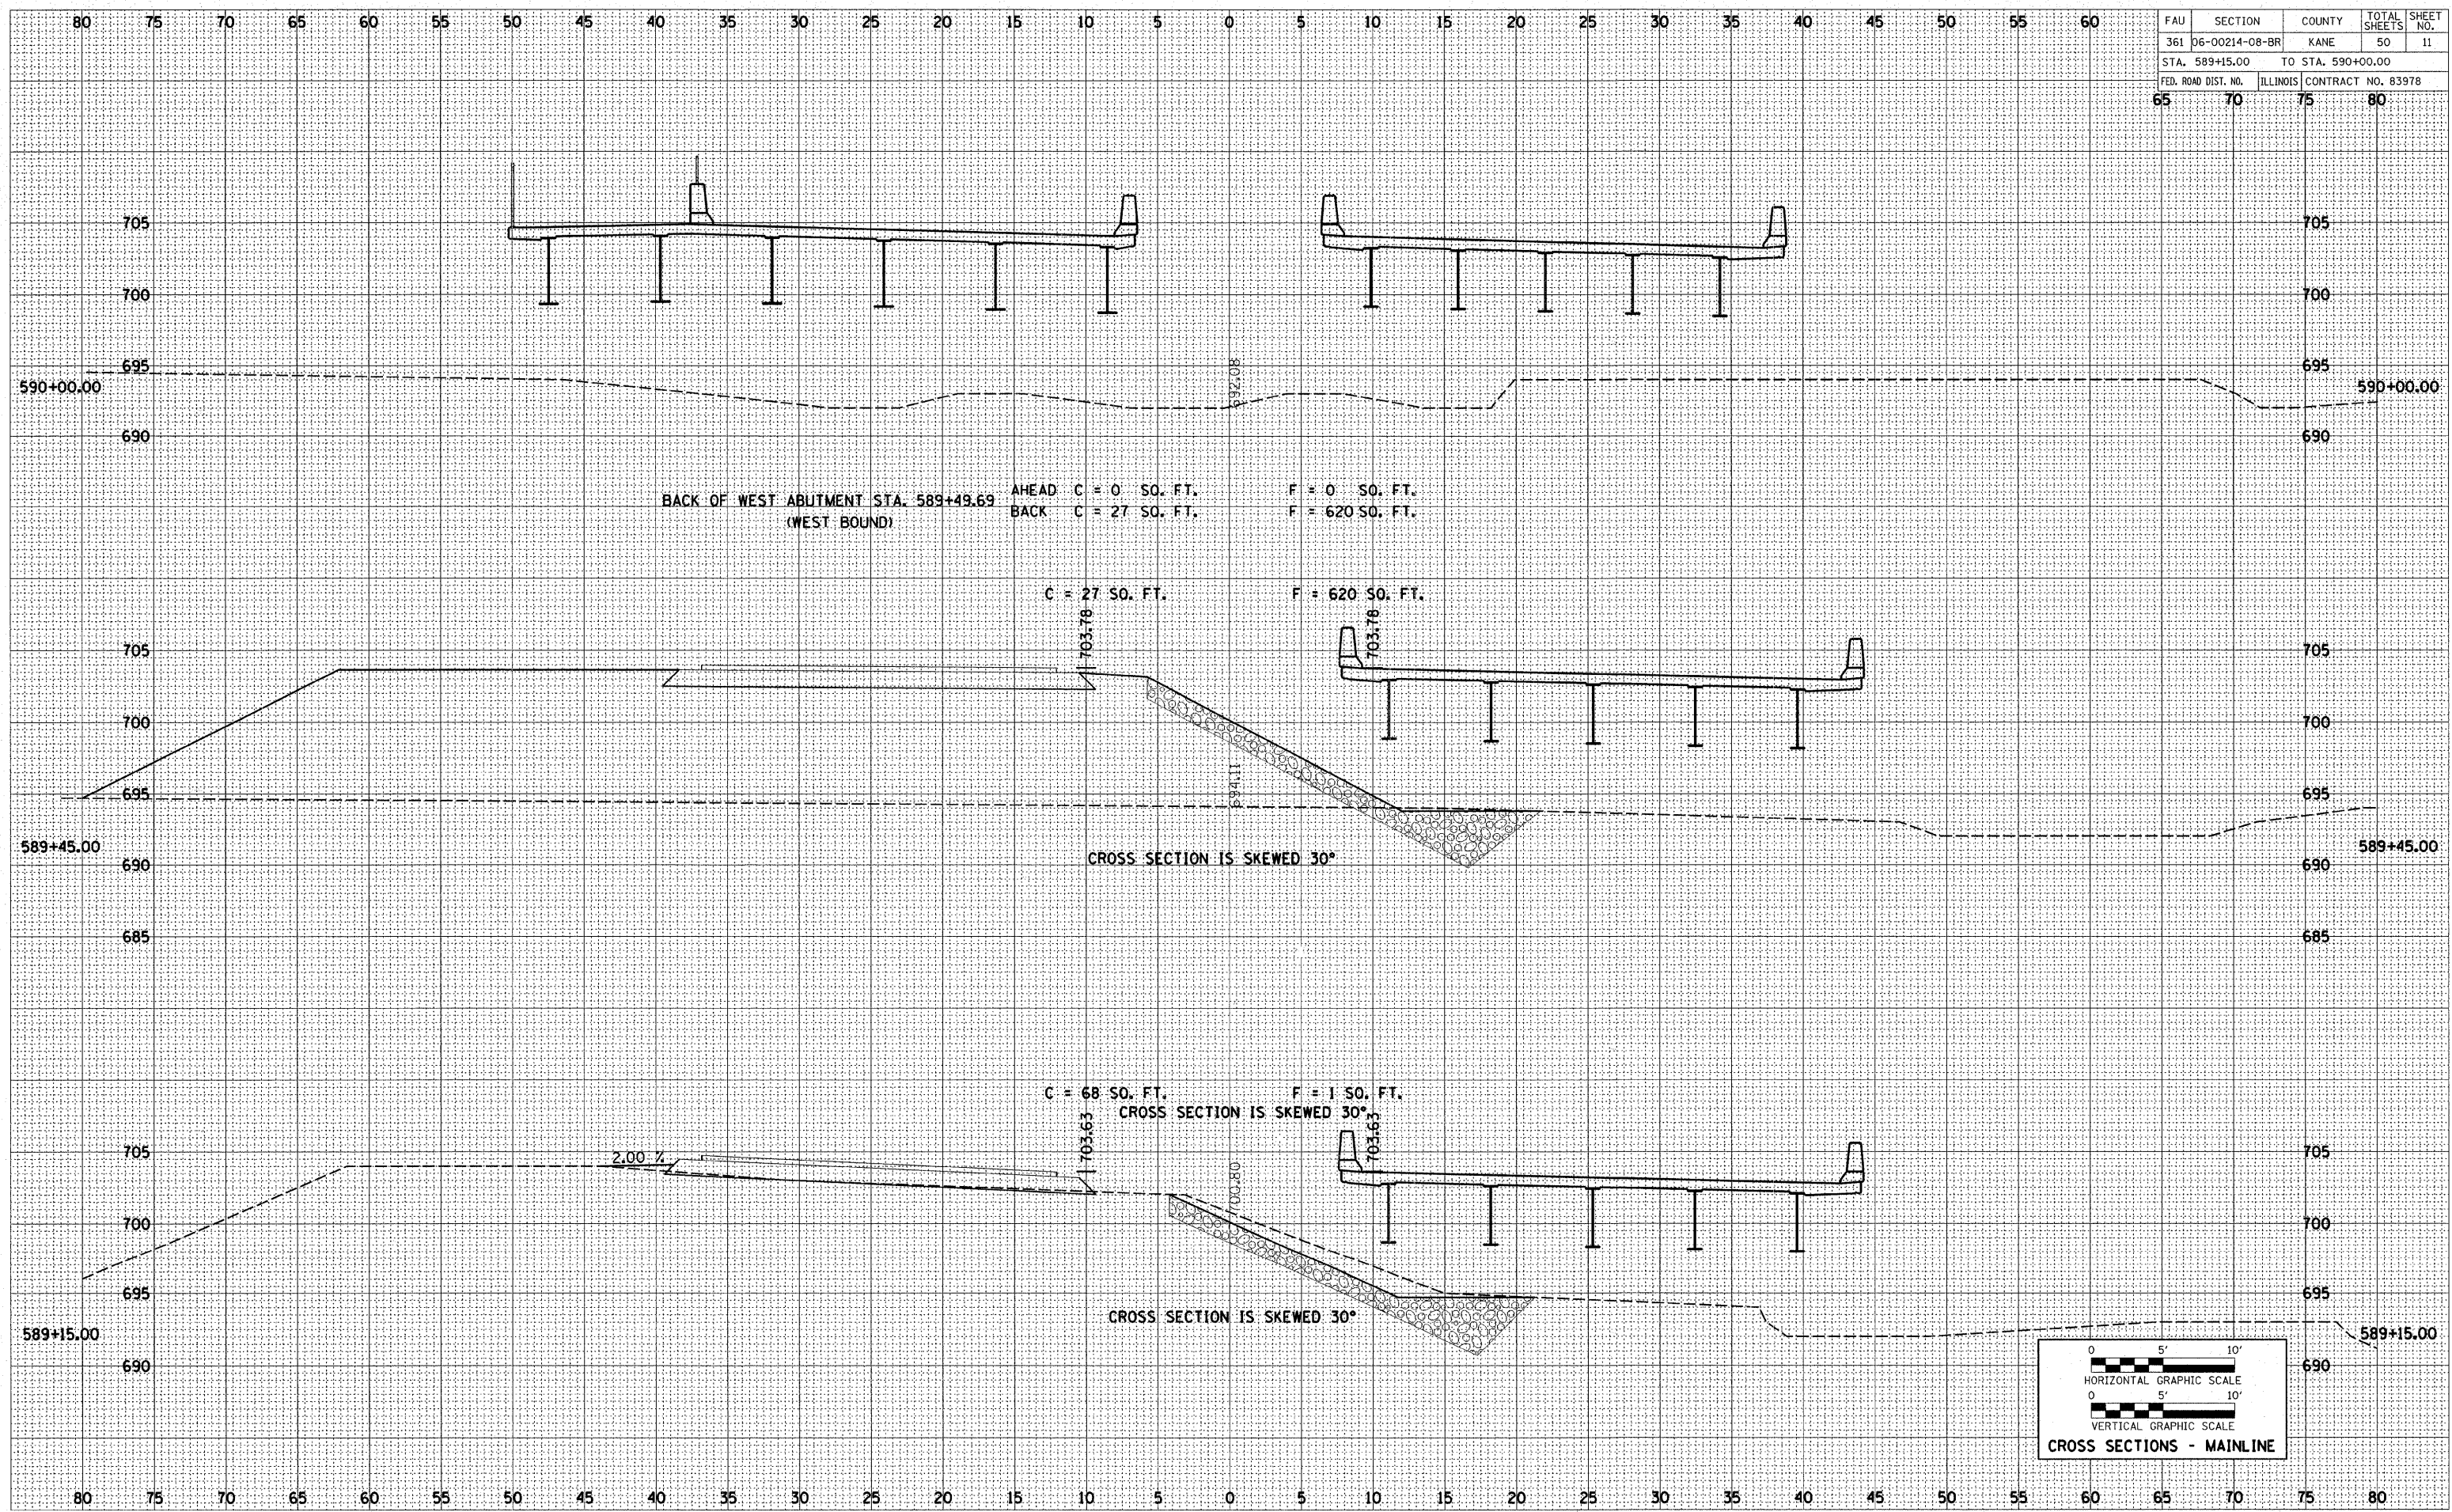 80 75 70 65 60 55 50 45 40 35 30 25 20 15 10 5 0 5 10 15 20 25 30 35 40 45 50 55 60
FAU SECTION COUNTY TOTAL SHEETS SHEET NO.
361 06-00214-08-BR KANE 50 11
STA. 589+15.00 TO STA. 590+00.00
FED. ROAD DIST. NO. ILLINOIS CONTRACT NO. 83978
65 70 75 80
705 705
700 700
695 692.08 695
590+00.00 590+00.00
690 690
BACK OF WEST ABUTMENT STA. 589+49.69 AHEAD C = 0 SQ. FT. F = 0 SQ. FT.
(WEST BOUND) BACK C = 27 SQ. FT. F = 620 SQ. FT.
C = 27 SQ. FT. F = 620 SQ. FT.
703.78 703.78
705 705
700 700
694.11
695 695
589+45.00 589+45.00
690 CROSS SECTION IS SKEWED 30° 690
685 685
C = 68 SQ. FT. F = 1 SQ. FT.
CROSS SECTION IS SKEWED 30°
703.63 703.63
705 705
2.00 %
700.80
700 700
695 695
CROSS SECTION IS SKEWED 30°
589+15.00 589+15.00
690 690
0 5' 10'
HORIZONTAL GRAPHIC SCALE
0 5' 10'
VERTICAL GRAPHIC SCALE
CROSS SECTIONS - MAINLINE
80 75 70 65 60 55 50 45 40 35 30 25 20 15 10 5 0 5 10 15 20 25 30 35 40 45 50 55 60 65 70 75 80